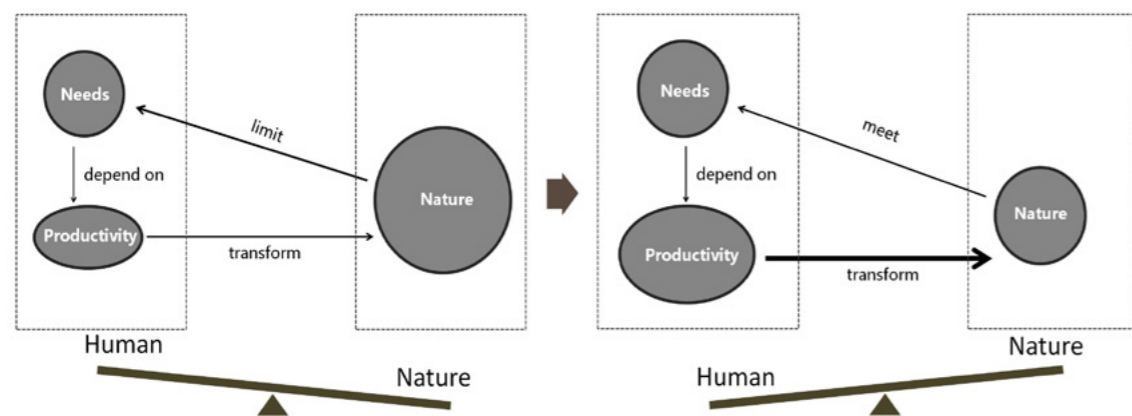 Needs
limit
depend on
Nature
Productivity
transform
Human
Nature
Needs
meet
depend on
Nature
Productivity
transform
Nature
Human